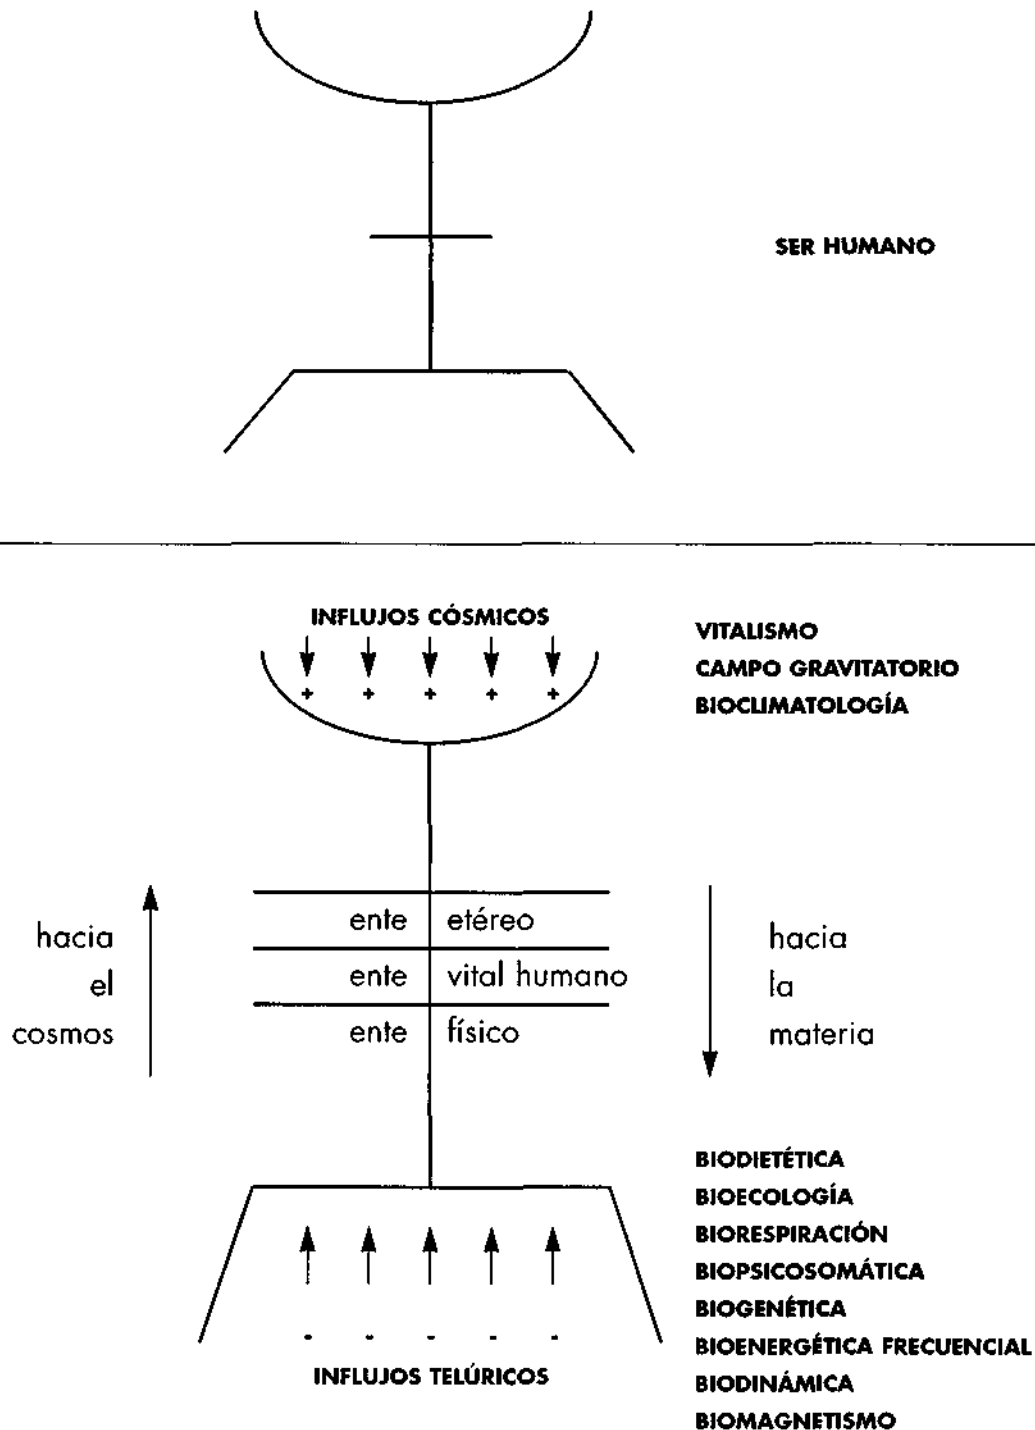 SER HUMANO
INFLUJOS CÓSMICOS
+ + + + +
VITALISMO
CAMPO GRAVITATORIO
BIOCLIMATOLOGÍA
hacia
el
cosmos
ente etéreo
ente vital humano
ente físico
hacia
la
materia
- - - - -
INFLUJOS TELÚRICOS
BIODIETÉTICA
BIOECOLOGÍA
BIORESPIRACIÓN
BIOPSICOSOMÁTICA
BIOGENÉTICA
BIOENERGÉTICA FRECUENCIAL
BIODINÁMICA
BIOMAGNETISMO